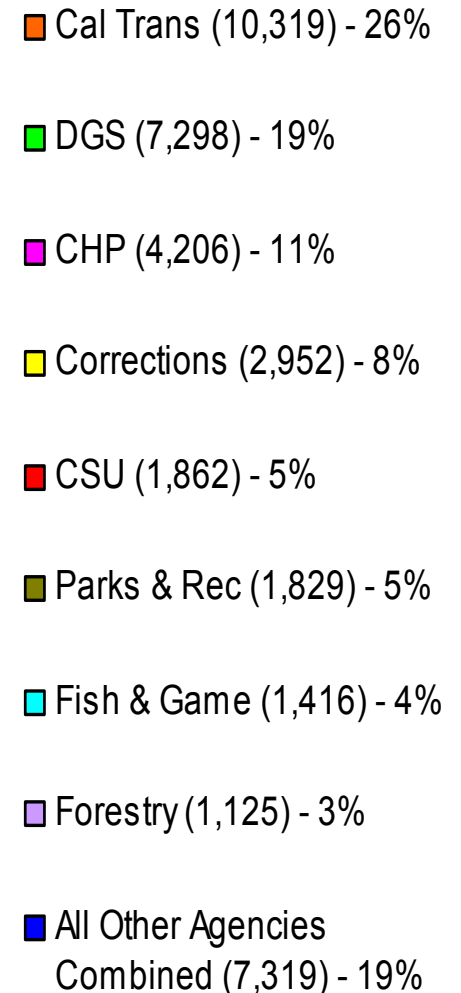 Cal Trans (10,319) - 26%
DGS (7,298) - 19%
CHP (4,206) - 11%
Corrections (2,952) - 8%
CSU (1,862) - 5%
Parks & Rec (1,829) - 5%
Fish & Game (1,416) - 4%
Forestry (1,125) - 3%
All Other Agencies
Combined (7,319) - 19%